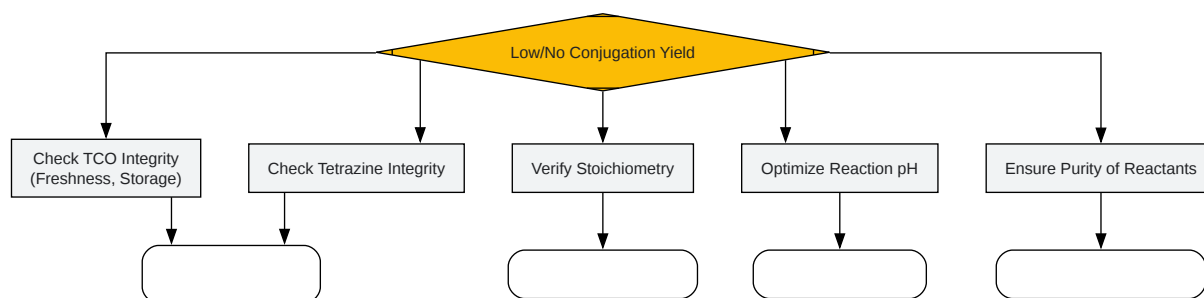 Low/No Conjugation Yield
Check TCO Integrity
(Freshness, Storage)
Check Tetrazine Integrity
Verify Stoichiometry
Optimize Reaction pH
Ensure Purity of Reactants